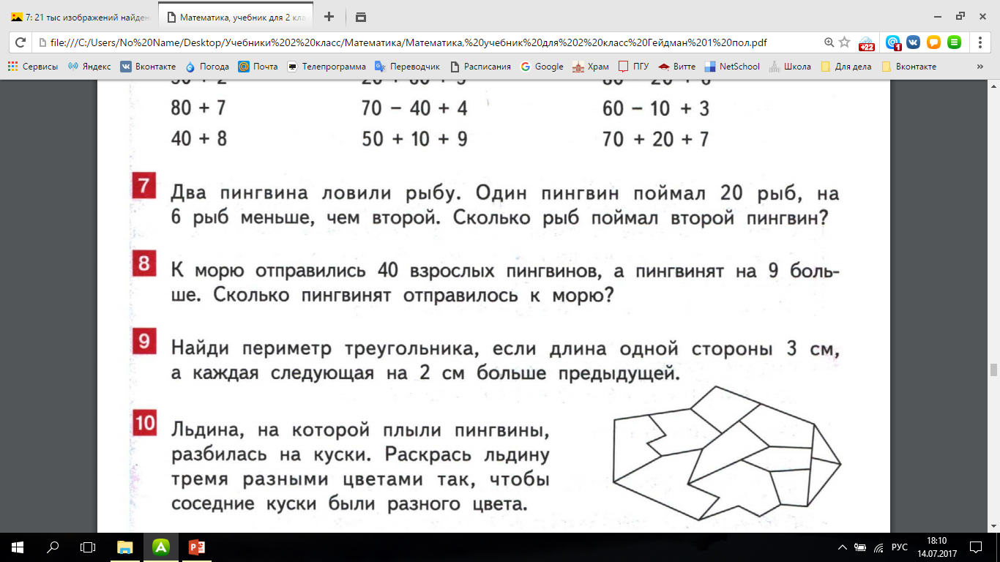 7: 21 тыс изображений найден
Математика, учебник для 2 кла
file:///C:/Users/No%20Name/Desktop/Учебники%202%20класс/Математика/Математика,%20учебник%20для%202%20класс%20Гейдман%201%20пол.pdf
+22
1
Сервисы Яндекс Вконтакте Погода Почта Телепрограмма Переводчик Расписания Google Храм ПГУ Витте NetSchool Школа Для дела Вконтакте »
80 + 7 70 − 40 + 4 60 − 10 + 3
40 + 8 50 + 10 + 9 70 + 20 + 7
7 Два пингвина ловили рыбу. Один пингвин поймал 20 рыб, на
6 рыб меньше, чем второй. Сколько рыб поймал второй пингвин?
8 К морю отправились 40 взрослых пингвинов, а пингвинят на 9 боль-
ше. Сколько пингвинят отправилось к морю?
9 Найди периметр треугольника, если длина одной стороны 3 см,
а каждая следующая на 2 см больше предыдущей.
10 Льдина, на которой плыли пингвины,
разбилась на куски. Раскрась льдину
тремя разными цветами так, чтобы
соседние куски были разного цвета.
РУС
18:10
14.07.2017